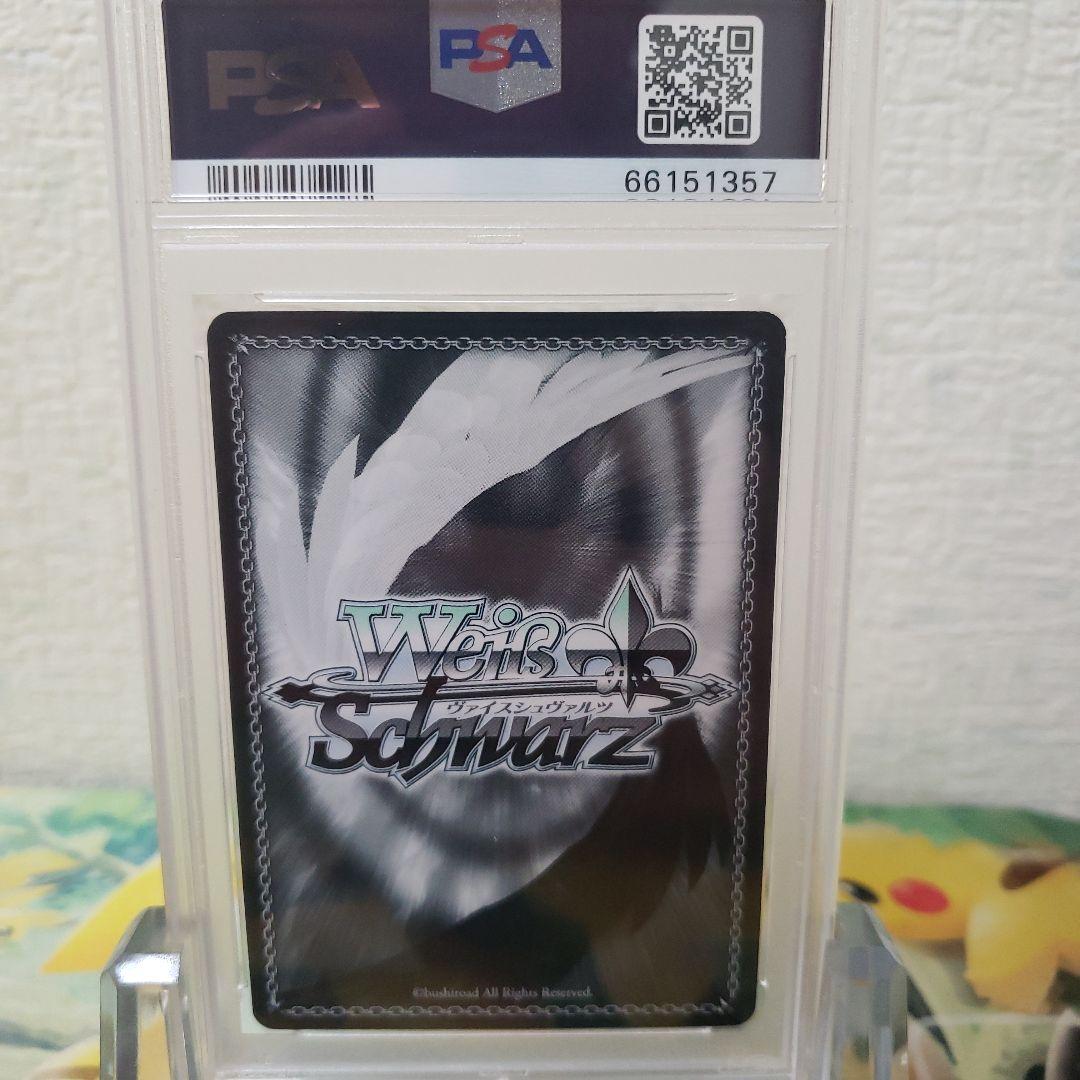 PSA
PSA
66151357
Weiß
ヴァイスシュヴァルツ
Schwarz
©bushiroad All Rights Reserved.